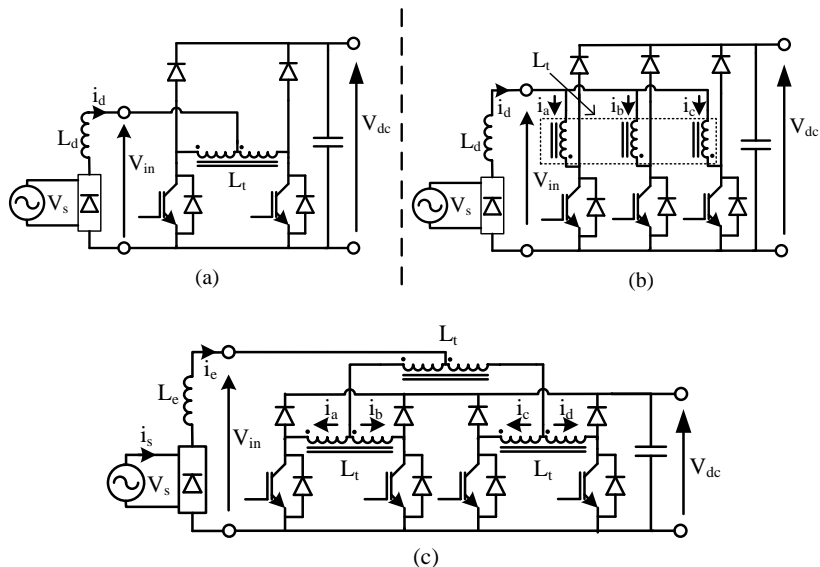 i_d
L_d
V_in
V_s
L_t
V_dc
(a)
L_t
i_d
i_a
i_b
i_c
L_d
V_in
V_s
V_dc
(b)
L_t
i_e
L_e
i_a
i_b
i_c
i_d
V_in
i_s
V_s
L_t
L_t
V_dc
(c)